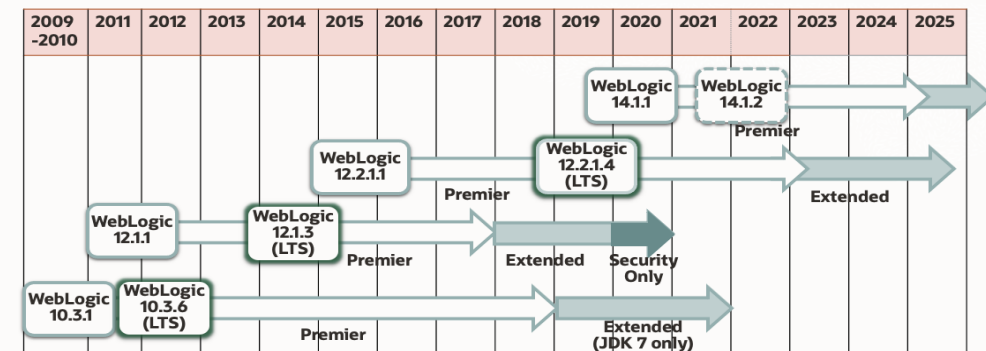 2009 2011 2012 2013 2014 2015 2016 2017 2018 2019 2020 2021 2022 2023 2024 2025
-2010
WebLogic WebLogic
14.1.1 14.1.2
Premier
WebLogic
12.2.1.1
WebLogic
12.2.1.4
(LTS)
Premier
Extended
WebLogic
12.1.1
WebLogic
12.1.3
(LTS)
Premier
Extended
Security
Only
WebLogic
10.3.1
WebLogic
10.3.6
(LTS)
Premier
Extended
(JDK 7 only)